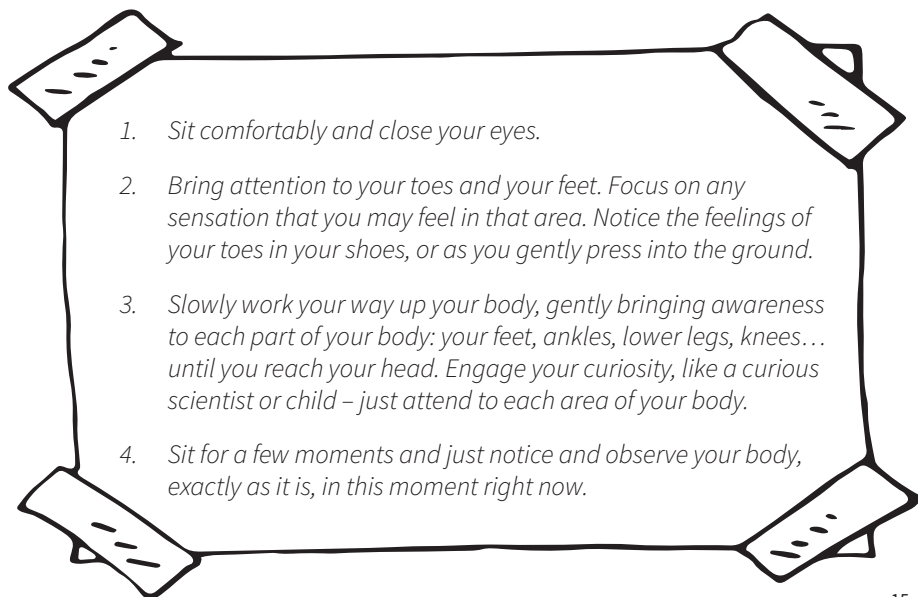 1. Sit comfortably and close your eyes.
2. Bring attention to your toes and your feet. Focus on any
sensation that you may feel in that area. Notice the feelings of
your toes in your shoes, or as you gently press into the ground.
3. Slowly work your way up your body, gently bringing awareness
to each part of your body: your feet, ankles, lower legs, knees…
until you reach your head. Engage your curiosity, like a curious
scientist or child – just attend to each area of your body.
4. Sit for a few moments and just notice and observe your body,
exactly as it is, in this moment right now.